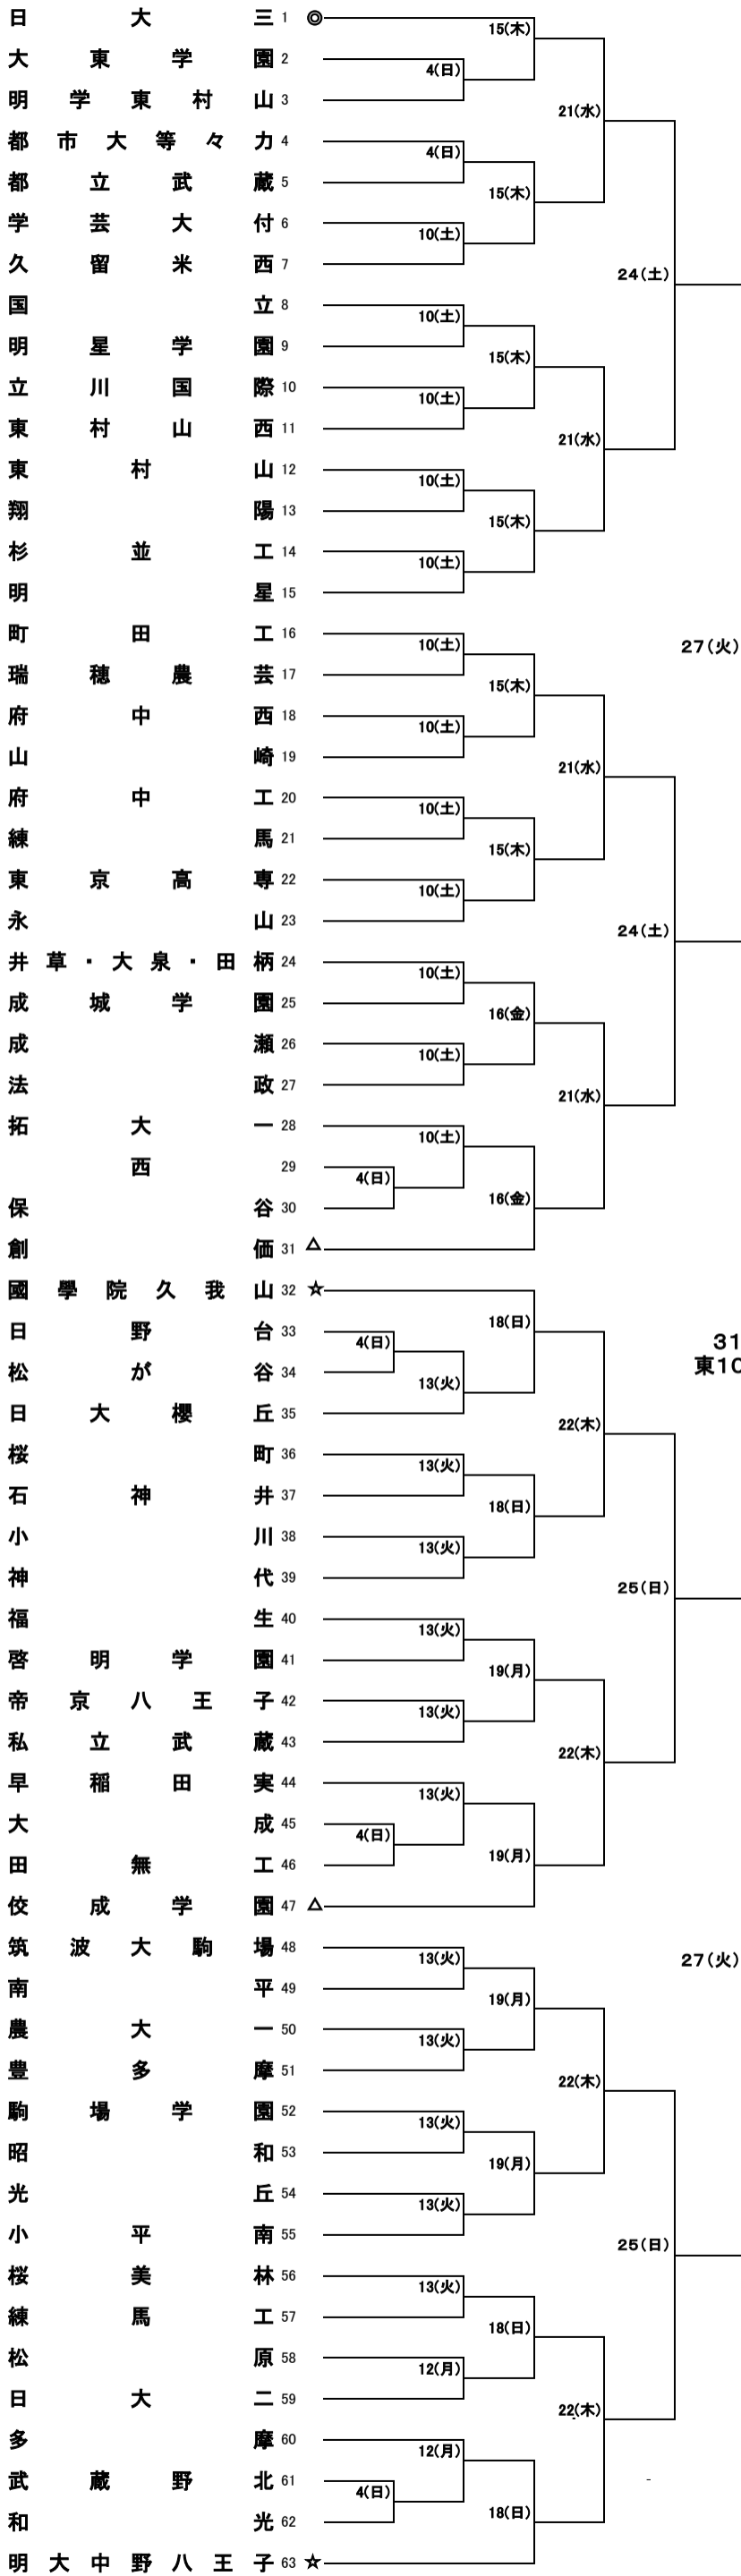 日大三 1 ◎
15(木)
大東学園 2
4(日)
明学東村山 3
21(水)
都市大等々力 4
4(日)
都立武蔵 5
15(木)
学芸大付 6
10(土)
久留米西 7
24(土)
国立 8
10(土)
明星学園 9
15(木)
立川国際 10
10(土)
東村山西 11
21(水)
東村山 12
10(土)
翔陽 13
15(木)
杉並工 14
10(土)
明星 15
町田工 16
10(土)
27(火)
瑞穂農芸 17
15(木)
府中西 18
10(土)
山崎 19
21(水)
府中工 20
10(土)
練馬 21
15(木)
東京高専 22
10(土)
永山 23
24(土)
井草・大泉・田柄 24
10(土)
成城学園 25
16(金)
成瀬 26
10(土)
法政 27
21(水)
拓大一 28
10(土)
西 29
4(日)
16(金)
保谷 30
創価 31 △
國學院久我山 32 ☆
18(日)
日野台 33
4(日)
31
松が谷 34
東10
13(火)
日大櫻丘 35
22(木)
桜町 36
13(火)
石神井 37
18(日)
小川 38
13(火)
神代 39
25(日)
福生 40
13(火)
啓明学園 41
19(月)
帝京八王子 42
13(火)
私立武蔵 43
22(木)
早稲田実 44
13(火)
大成 45
4(日)
19(月)
田無工 46
佼成学園 47 △
筑波大駒場 48
13(火)
27(火)
南平 49
19(月)
農大一 50
13(火)
豊多摩 51
22(木)
駒場学園 52
13(火)
昭和 53
19(月)
光丘 54
13(火)
小平南 55
25(日)
桜美林 56
13(火)
練馬工 57
18(日)
松原 58
12(月)
日大二 59
22(木)
多摩 60
12(月)
武蔵野北 61
4(日)
18(日)
和光 62
明大中野八王子 63 ☆